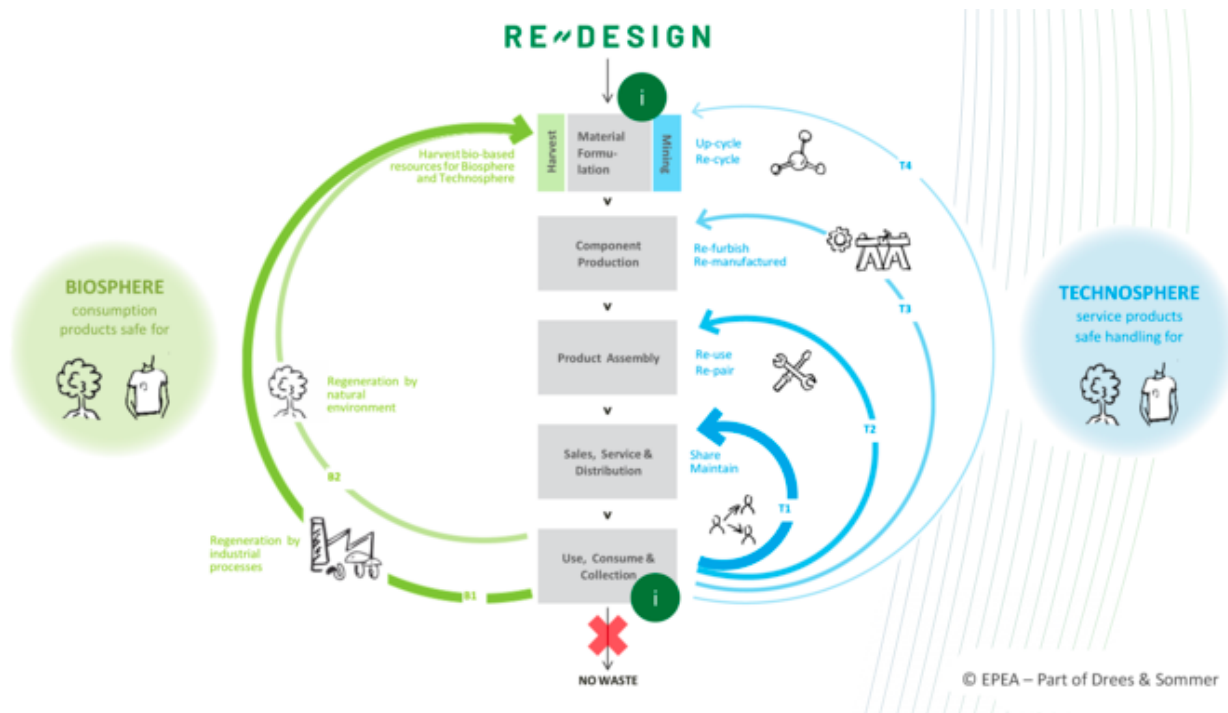 RE DESIGN
i
Harvest
Material
Formu-
lation
Mining
Harvest bio-based
resources for Biosphere
and Technosphere
Up-cycle
Re-cycle
T4
v
Component
Production
Re-furbish
Re-manufactured
T3
BIOSPHERE
consumption
products safe for
TECHNOSPHERE
service products
safe handling for
v
Product Assembly
Re-use
Re-pair
Regeneration by
natural
environment
T2
v
Sales, Service &
Distribution
Share
Maintain
B2
T1
v
Regeneration by
industrial
processes
Use, Consume &
Collection
i
B1
NO WASTE
© EPEA – Part of Drees & Sommer